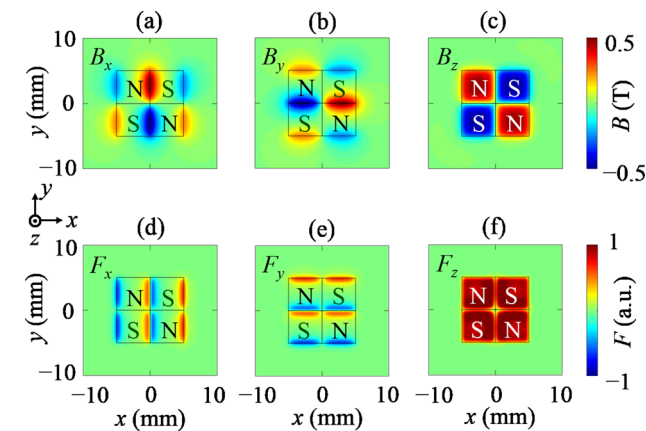 (a) (b) (c)
10 Bx By Bz 0.5
N S N S N S
y (mm) 0 B (T)
S N S N S N
−10 −0.5
y
x
z
(d) (e) (f)
10 Fx Fy Fz 1
N S N S N S
y (mm) 0 F (a.u.)
S N S N S N
−10 −1
−10 0 10 −10 0 10 −10 0 10
x (mm) x (mm) x (mm)